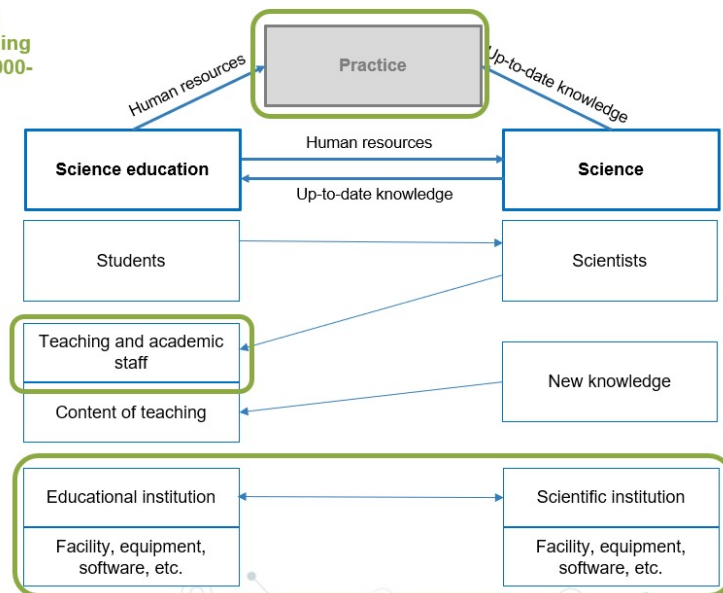 ing
000-
Practice
Human resources
Up-to-date knowledge
Science education
Human resources
Up-to-date knowledge
Science
Students
Scientists
Teaching and academic
staff
Content of teaching
New knowledge
Educational institution
Scientific institution
Facility, equipment,
software, etc.
Facility, equipment,
software, etc.